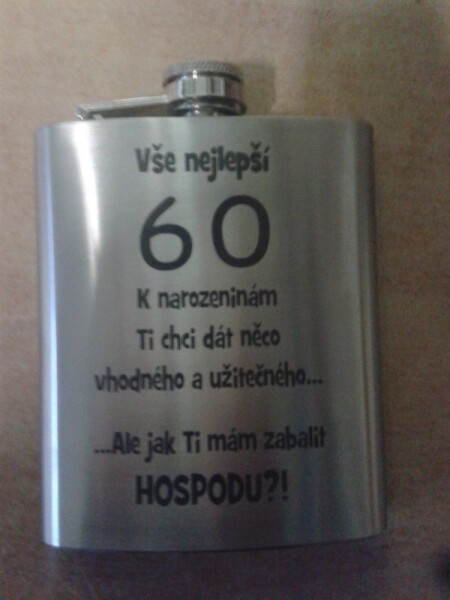 Vše nejlepší
60
K narozeninám
Ti chci dát něco
vhodného a užitečného...
...Ale jak Ti mám zabalit
HOSPODU?!